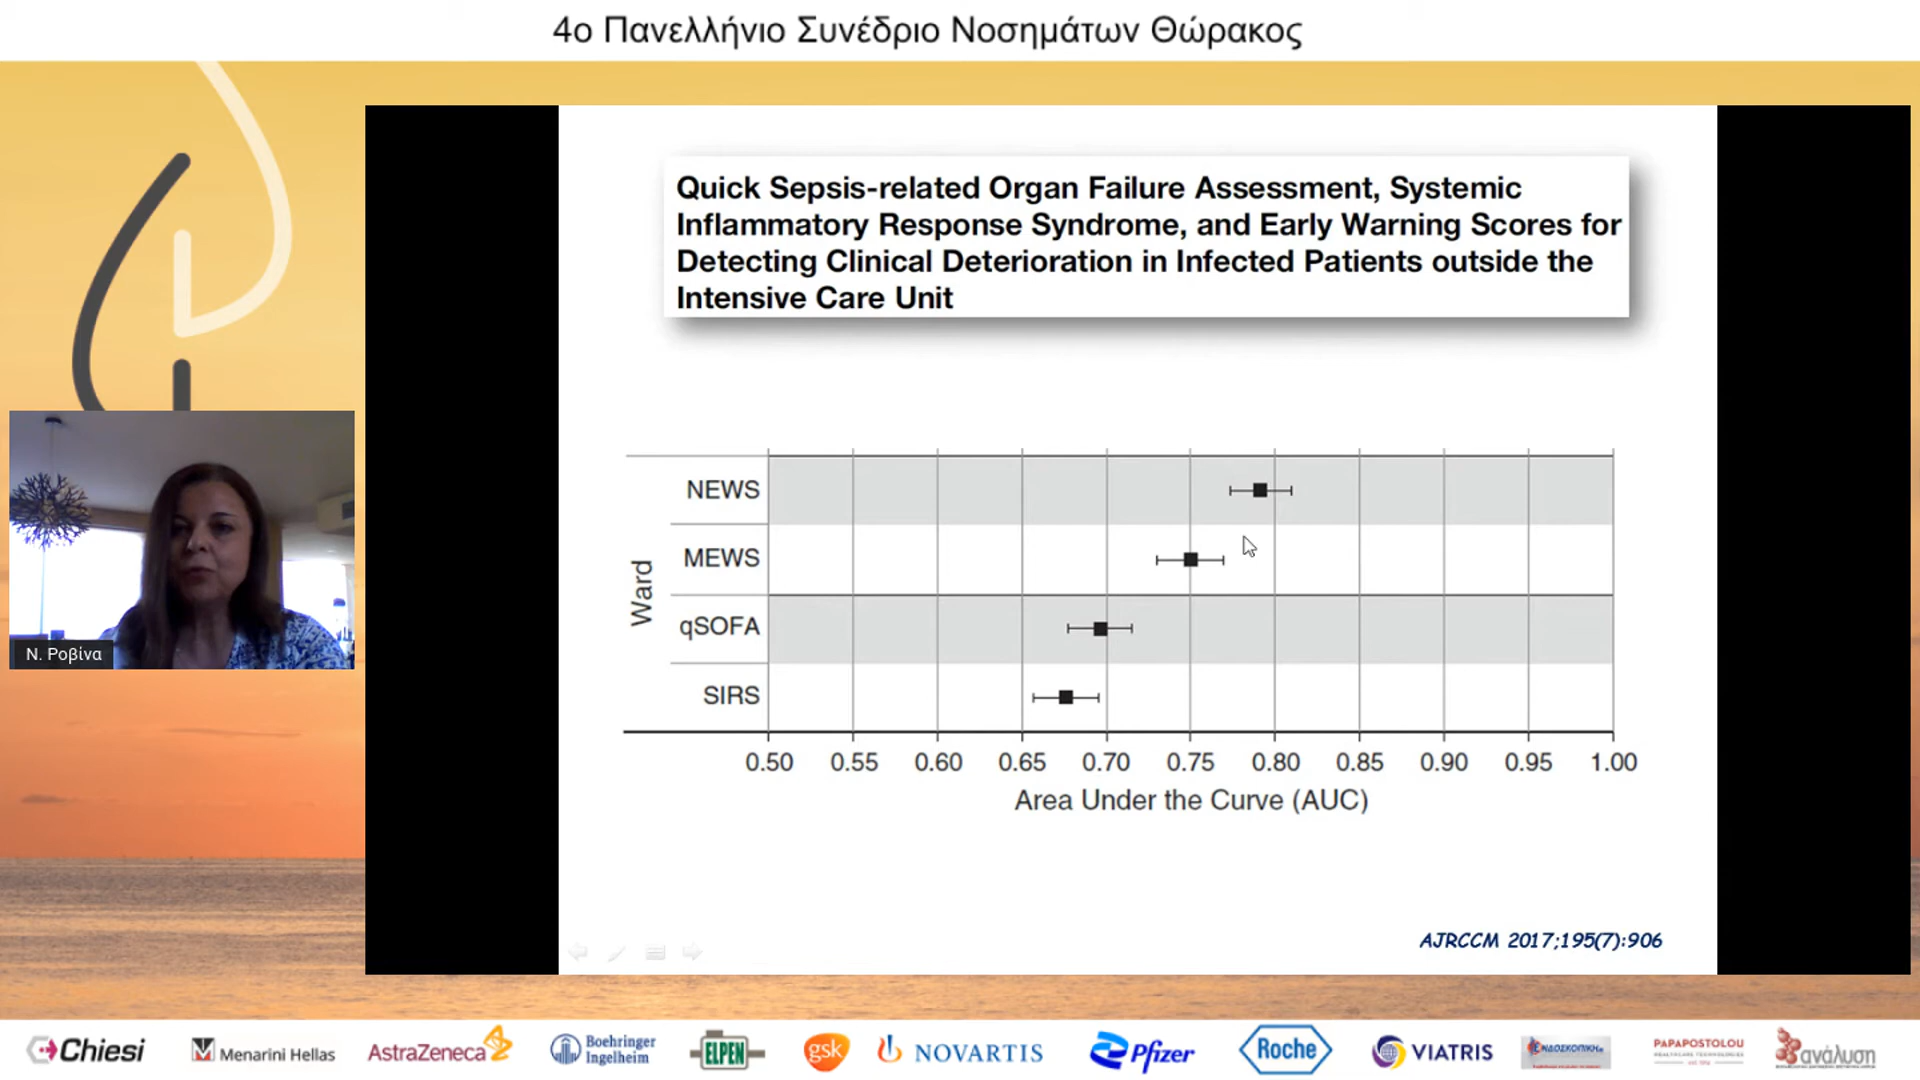 4ο Πανελλήνιο Συνέδριο Νοσημάτων Θώρακος
Quick Sepsis-related Organ Failure Assessment, Systemic
Inflammatory Response Syndrome, and Early Warning Scores for
Detecting Clinical Deterioration in Infected Patients outside the
Intensive Care Unit
Ward
NEWS
MEWS
qSOFA
SIRS
0.50 0.55 0.60 0.65 0.70 0.75 0.80 0.85 0.90 0.95 1.00
Area Under the Curve (AUC)
AJRCCM 2017;195(7):906
Ν. Ροβίνα
Chiesi
Menarini Hellas
AstraZeneca
Boehringer
Ingelheim
ELPEN
gsk
NOVARTIS
Pfizer
Roche
VIATRIS
ΕΝΔΟΣΚΟΠΙΚΗ
PAPAPOSTOLOU
HEALTHCARE TECHNOLOGIES
ανάλυση